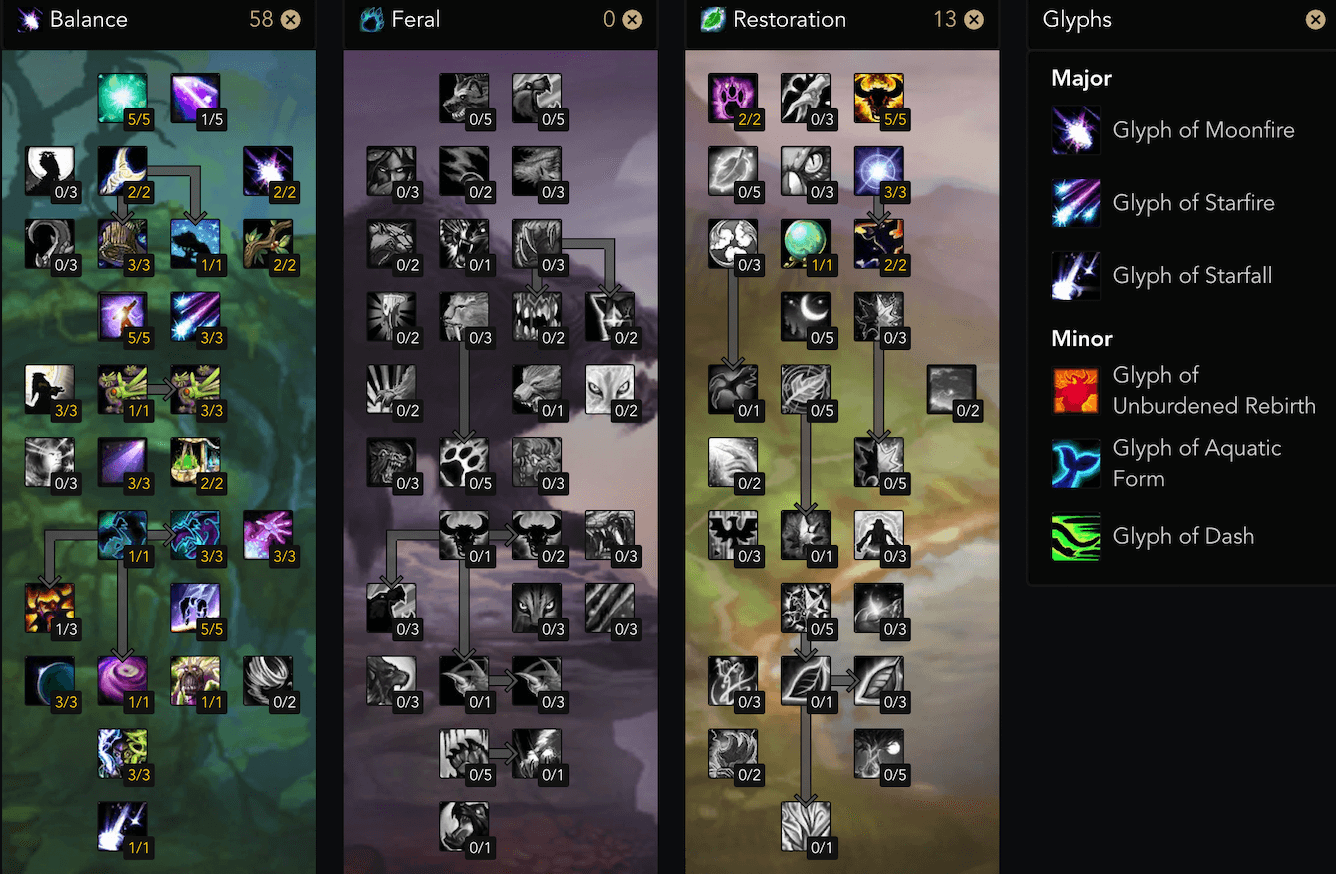 Balance 58
5/5 1/5
0/3 2/2 2/2
0/3 3/3 1/1 2/2
5/5 3/3
3/3 1/1 3/3
0/3 3/3 2/2
1/1 3/3 3/3
1/3 5/5
3/3 1/1 1/1 0/2
3/3
1/1
Feral 0
0/5 0/5
0/3 0/2 0/3
0/2 0/1 0/3
0/2 0/3 0/2 0/2
0/2 0/1 0/2
0/3 0/5 0/3
0/1 0/2 0/3
0/3 0/3 0/3
0/3 0/1 0/3
0/5 0/1
0/1
Restoration 13
2/2 0/3 5/5
0/5 0/3 3/3
0/3 1/1 2/2
0/5 0/3
0/1 0/5 0/2
0/2 0/5
0/3 0/1 0/3
0/5 0/3
0/3 0/1 0/3
0/2 0/5
0/1
Glyphs
Major
Glyph of Moonfire
Glyph of Starfire
Glyph of Starfall
Minor
Glyph of
Unburdened Rebirth
Glyph of Aquatic
Form
Glyph of Dash